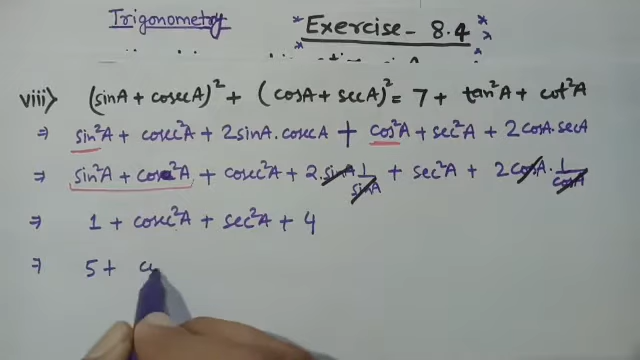 Trigonometry
*Exercise - 8.4*
viii) (sinA + cosecA)² + (cosA + secA)² = 7 + tan²A + cot²A
⇒ sin²A + cosec²A + 2sinA.cosecA + cos²A + sec²A + 2cosA.secA
⇒ sin²A + cos²A + cosec²A + 2.sinA 1/sinA + sec²A + 2cosA.1/cosA
⇒ 1 + cosec²A + sec²A + 4
⇒ 5 +